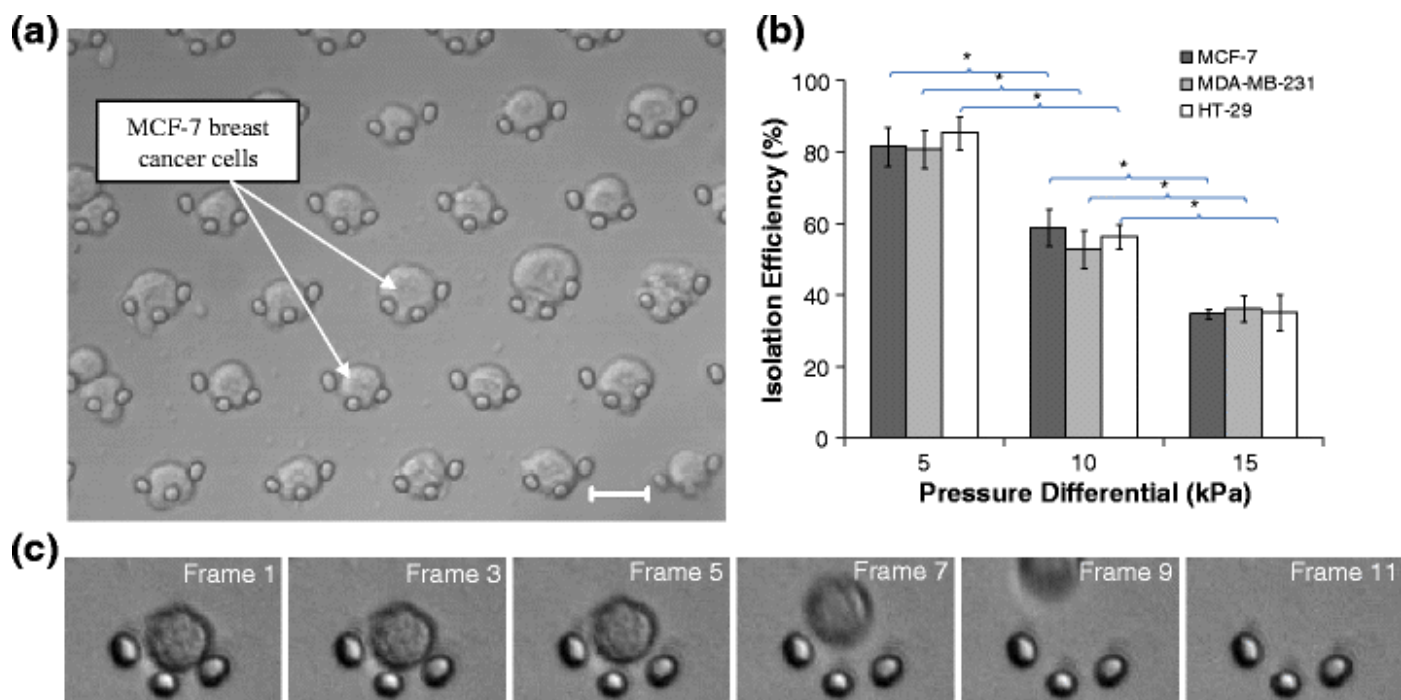 (a)
MCF-7 breast
cancer cells
(b)
* MCF-7
* MDA-MB-231
* HT-29
100
80
60
40
20
0
*
*
*
Isolation Efficiency (%)
5 10 15
Pressure Differential (kPa)
(c)
Frame 1 Frame 3 Frame 5 Frame 7 Frame 9 Frame 11